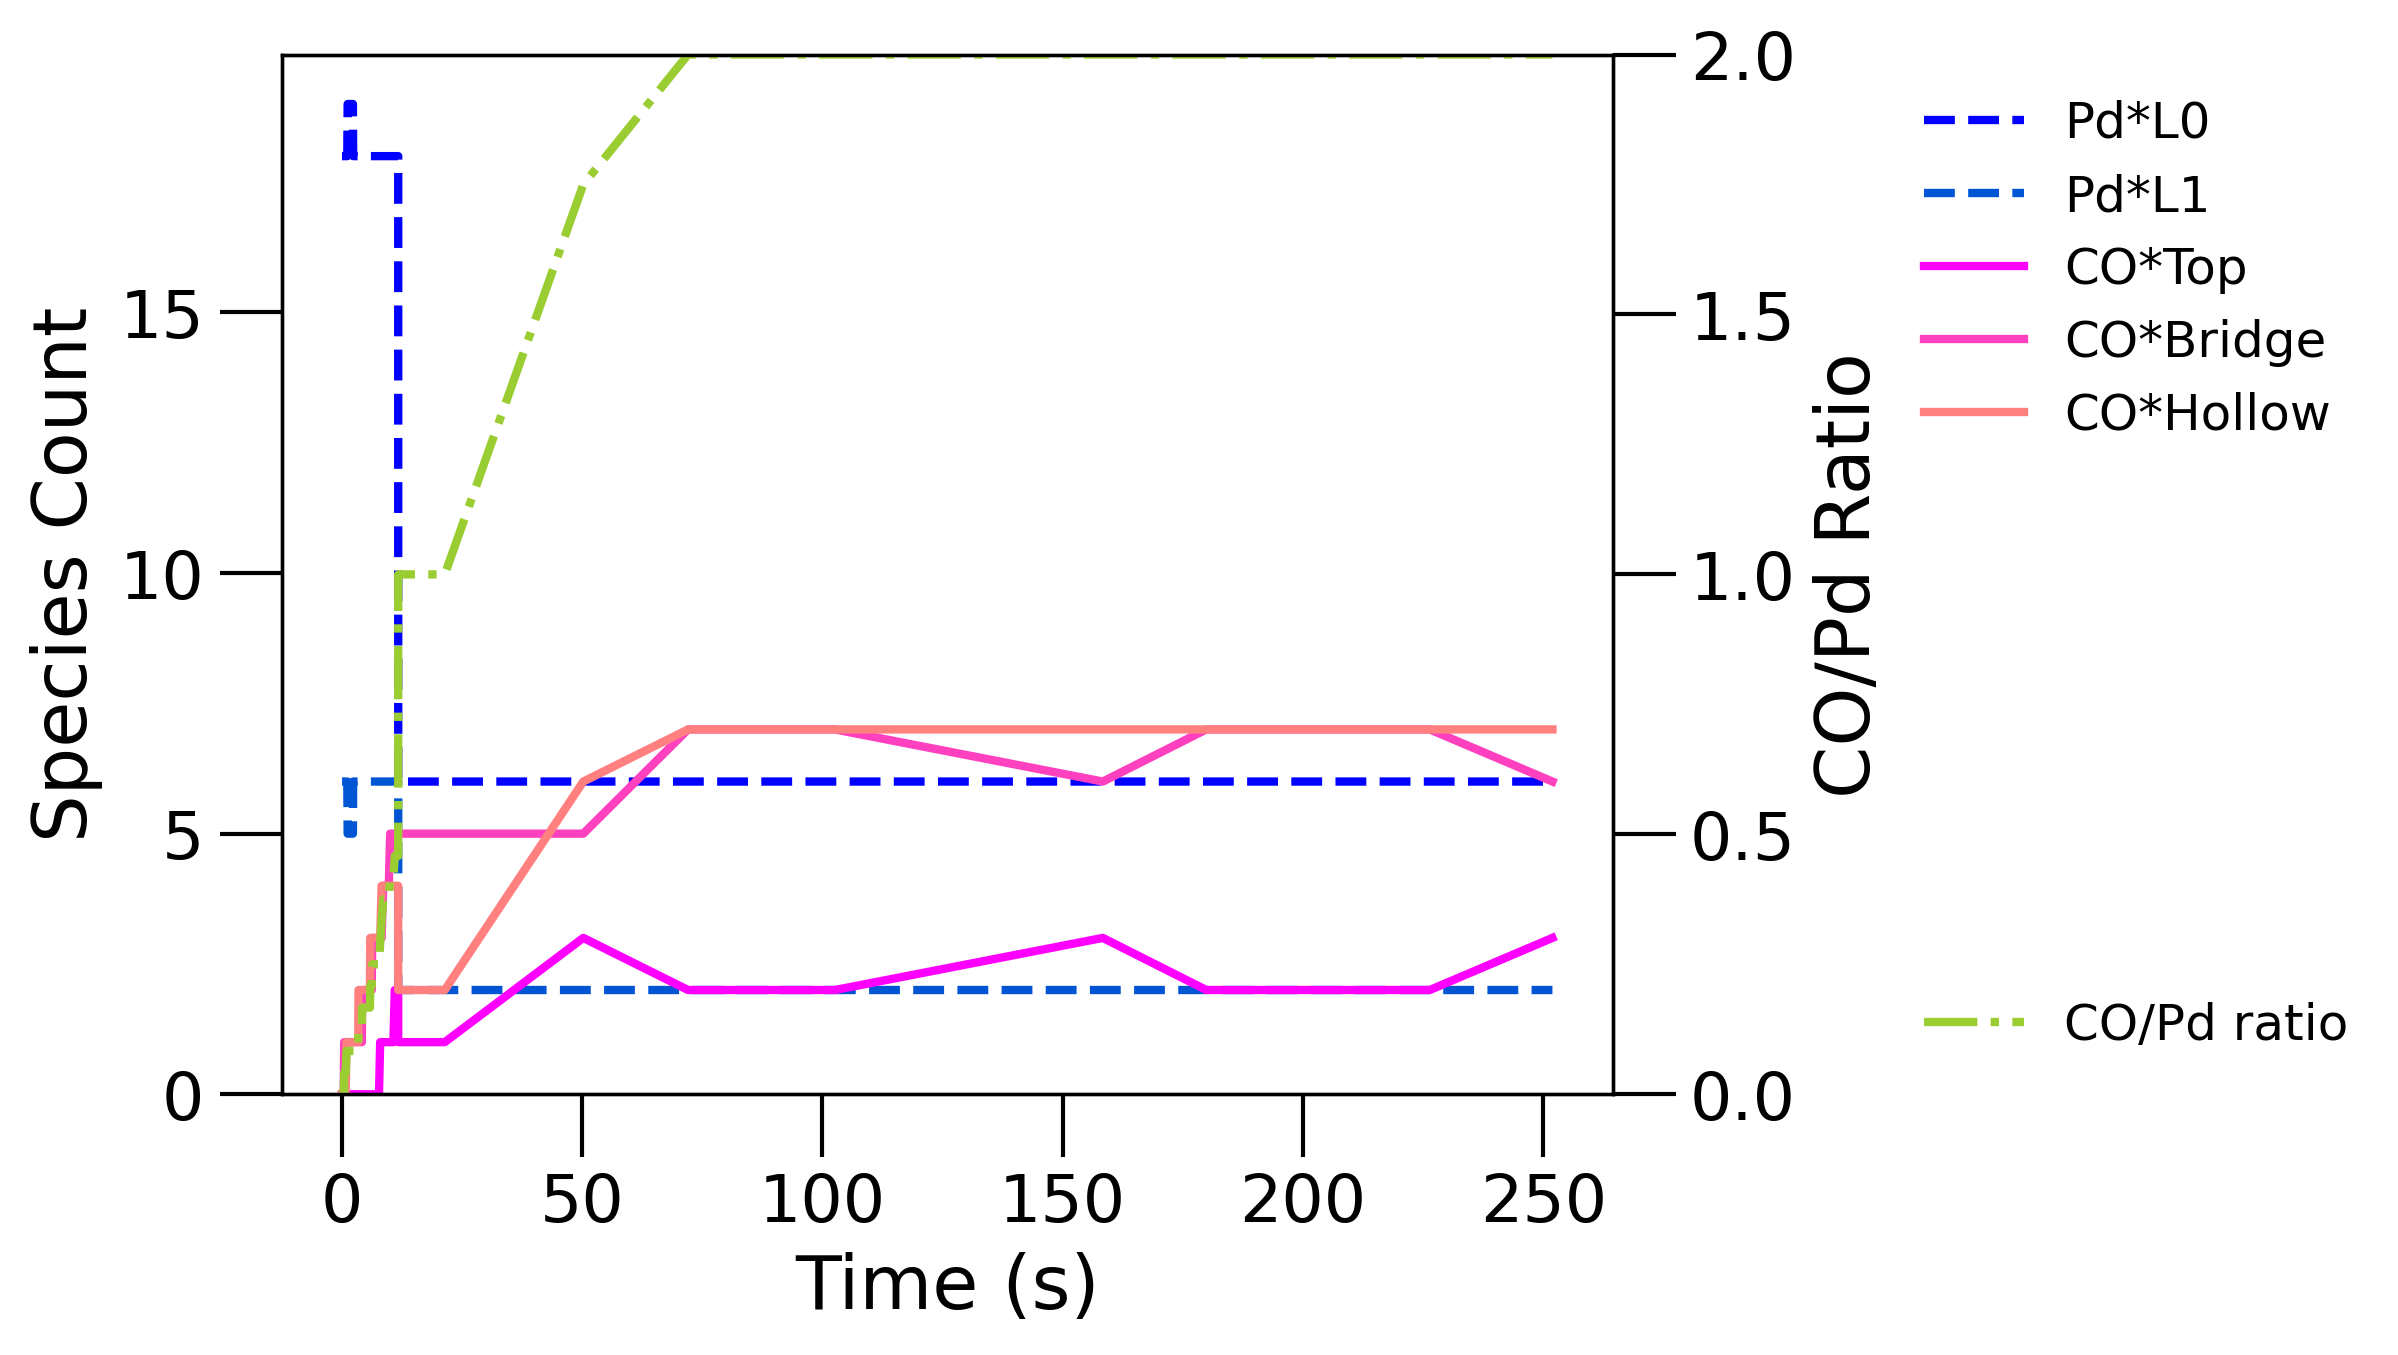 Species Count
15
10
5
0
0
50
100
150
200
250
Time (s)
2.0
1.5
1.0
0.5
0.0
CO/Pd Ratio
Pd*L0
Pd*L1
CO*Top
CO*Bridge
CO*Hollow
CO/Pd ratio